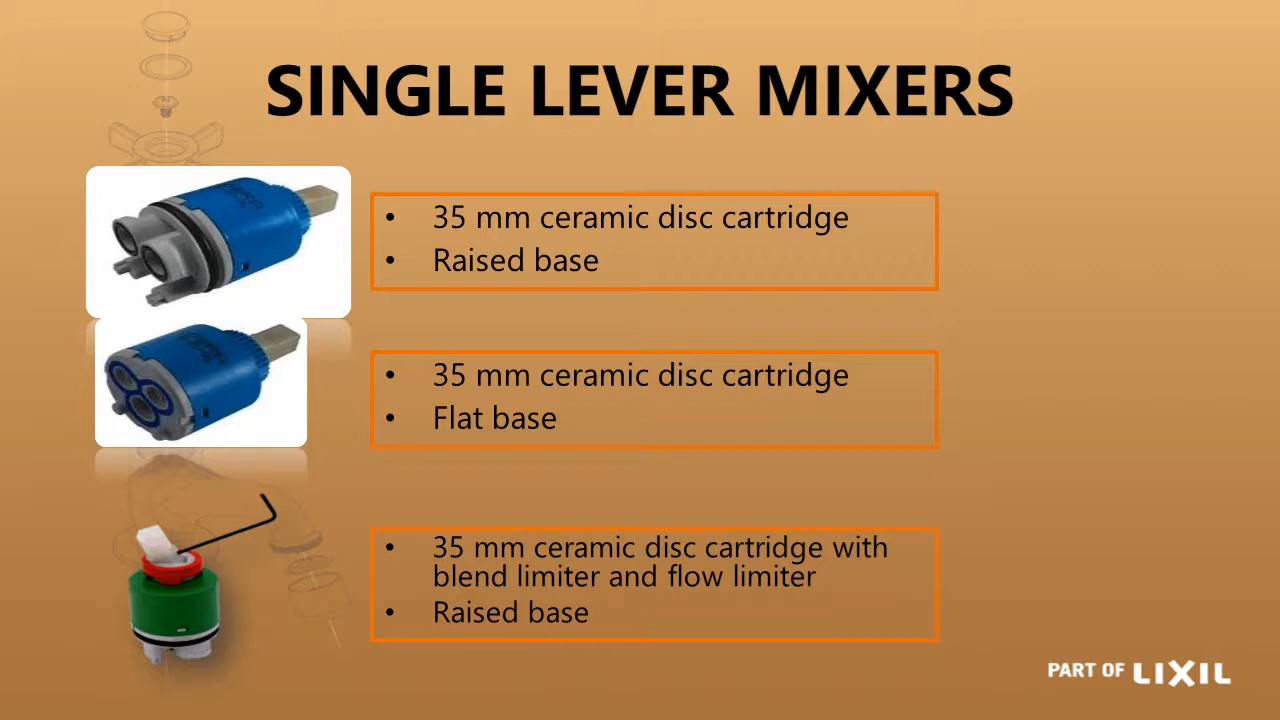 SINGLE LEVER MIXERS
• 35 mm ceramic disc cartridge
• Raised base
• 35 mm ceramic disc cartridge
• Flat base
• 35 mm ceramic disc cartridge with
blend limiter and flow limiter
• Raised base
PART OF LIXIL